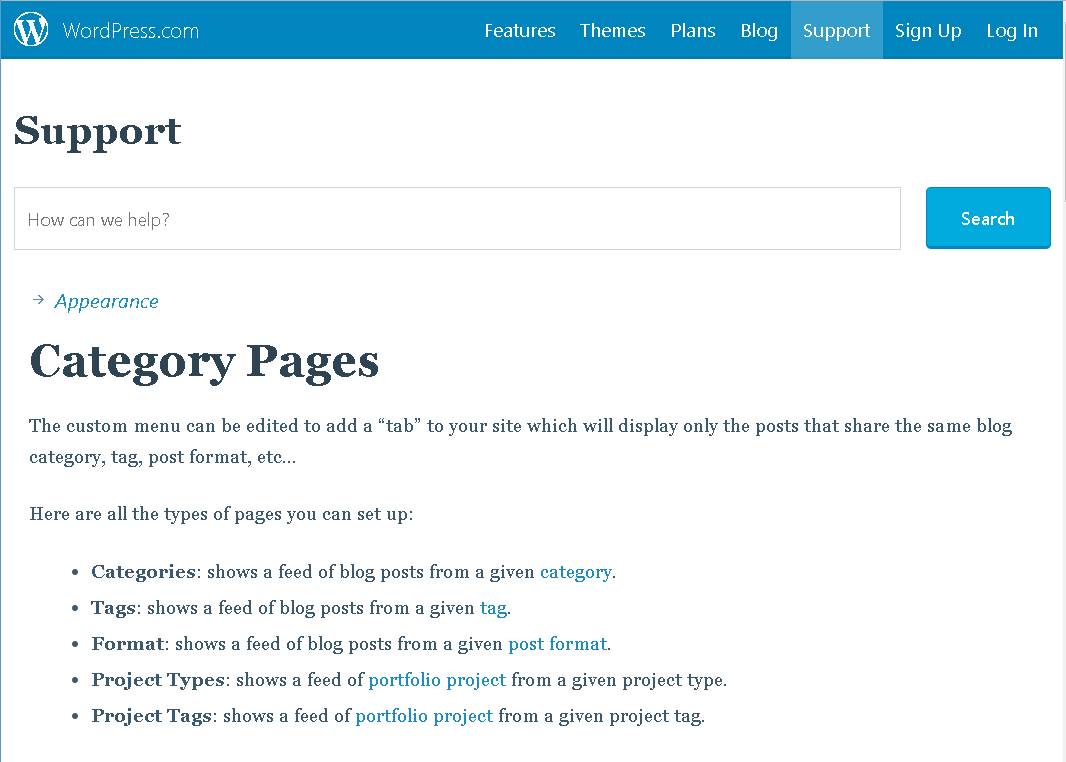 WordPress.com Features Themes Plans Blog Support Sign Up Log In
Support
How can we help? Search
→ Appearance
Category Pages
The custom menu can be edited to add a “tab” to your site which will display only the posts that share the same blog
category, tag, post format, etc…
Here are all the types of pages you can set up:
• Categories: shows a feed of blog posts from a given category.
• Tags: shows a feed of blog posts from a given tag.
• Format: shows a feed of blog posts from a given post format.
• Project Types: shows a feed of portfolio project from a given project type.
• Project Tags: shows a feed of portfolio project from a given project tag.